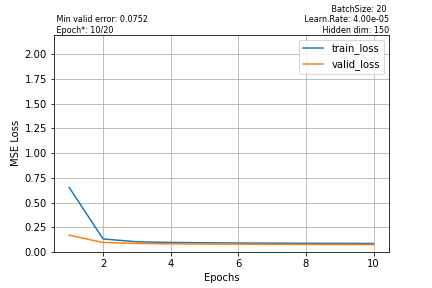 BatchSize: 20
Min valid error: 0.0752
Learn.Rate: 4.00e-05
Epoch*: 10/20
Hidden dim: 150
train_loss
valid_loss
2.00
1.75
1.50
1.25
1.00
0.75
0.50
0.25
0.00
MSE Loss
2 4 6 8 10
Epochs